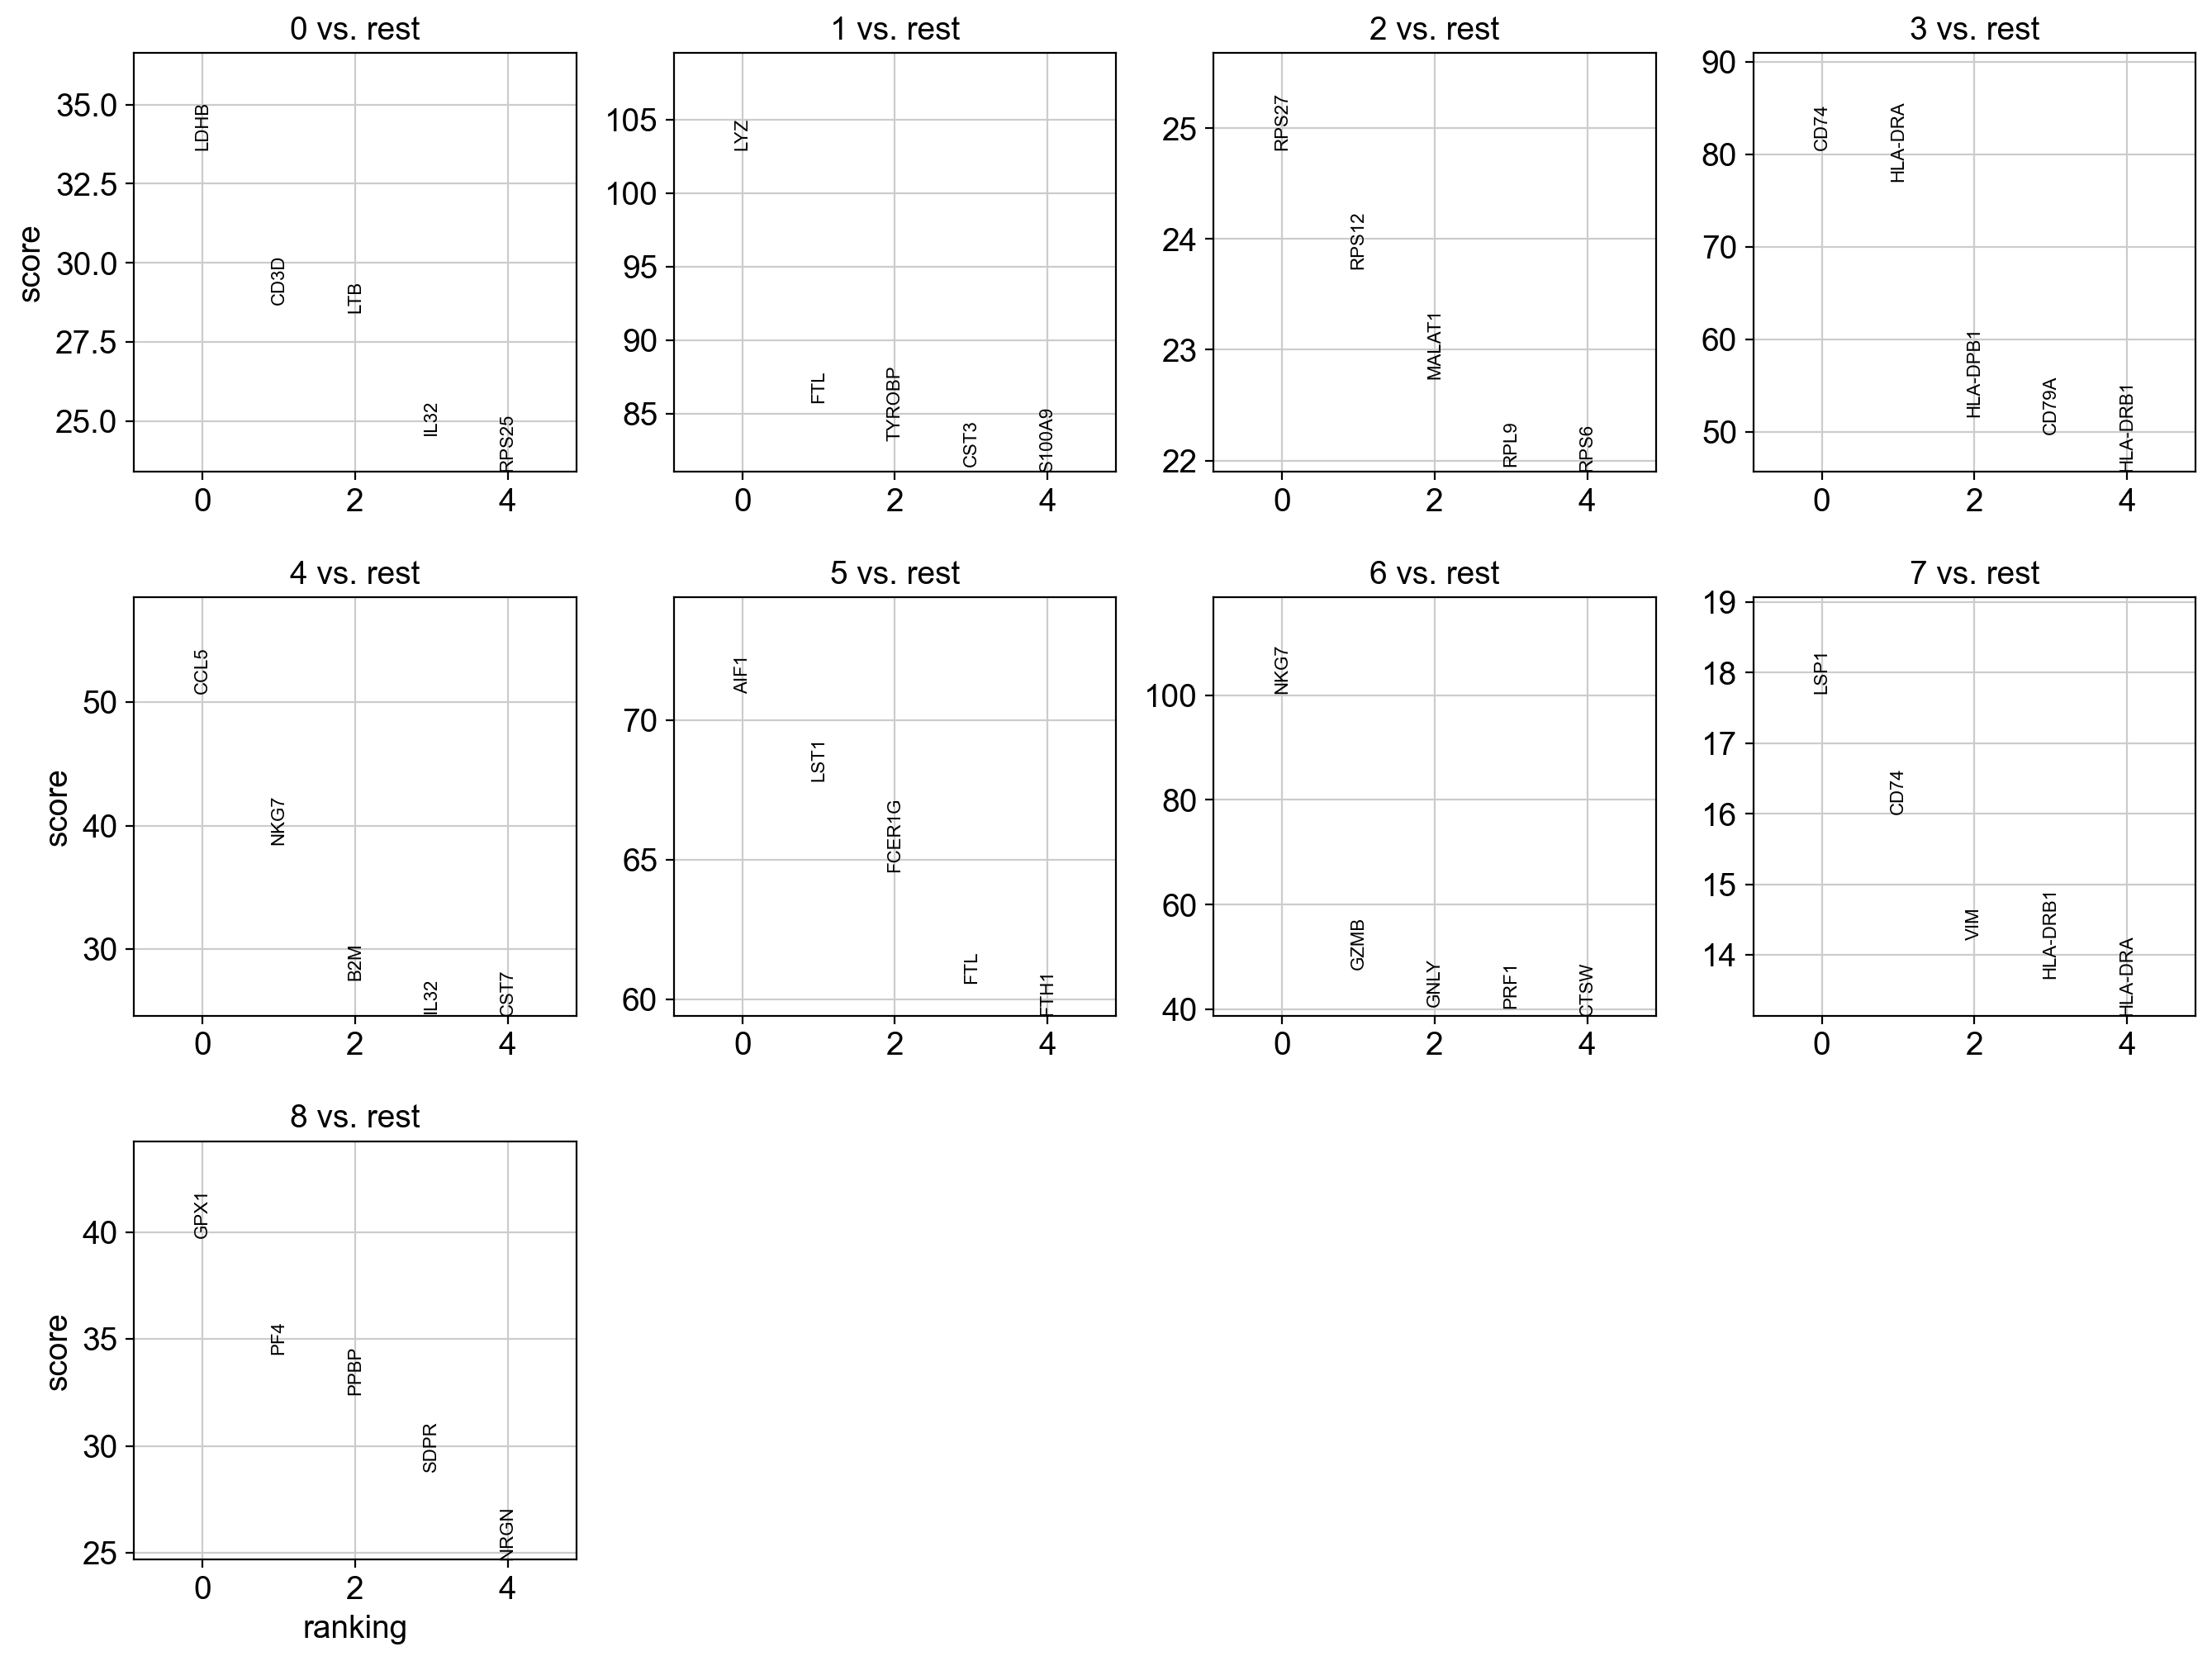 0 vs. rest
score
35.0
32.5
30.0
27.5
25.0
LDHB
CD3D
LTB
IL32
RPS25
0 2 4
1 vs. rest
105
100
95
90
85
LYZ
FTL
TYROBP
CST3
S100A9
0 2 4
2 vs. rest
25
24
23
22
RPS27
RPS12
MALAT1
RPL9
RPS6
0 2 4
3 vs. rest
90
80
70
60
50
CD74
HLA-DRA
HLA-DPB1
CD79A
HLA-DRB1
0 2 4
4 vs. rest
score
50
40
30
CCL5
NKG7
B2M
IL32
CST7
0 2 4
5 vs. rest
70
65
60
AIF1
LST1
FCER1G
FTL
FTH1
0 2 4
6 vs. rest
100
80
60
40
NKG7
GZMB
GNLY
PRF1
CTSW
0 2 4
7 vs. rest
19
18
17
16
15
14
LSP1
CD74
VIM
HLA-DRB1
HLA-DRA
0 2 4
8 vs. rest
score
40
35
30
25
GPX1
PF4
PPBP
SDPR
NRGN
0 2 4
ranking